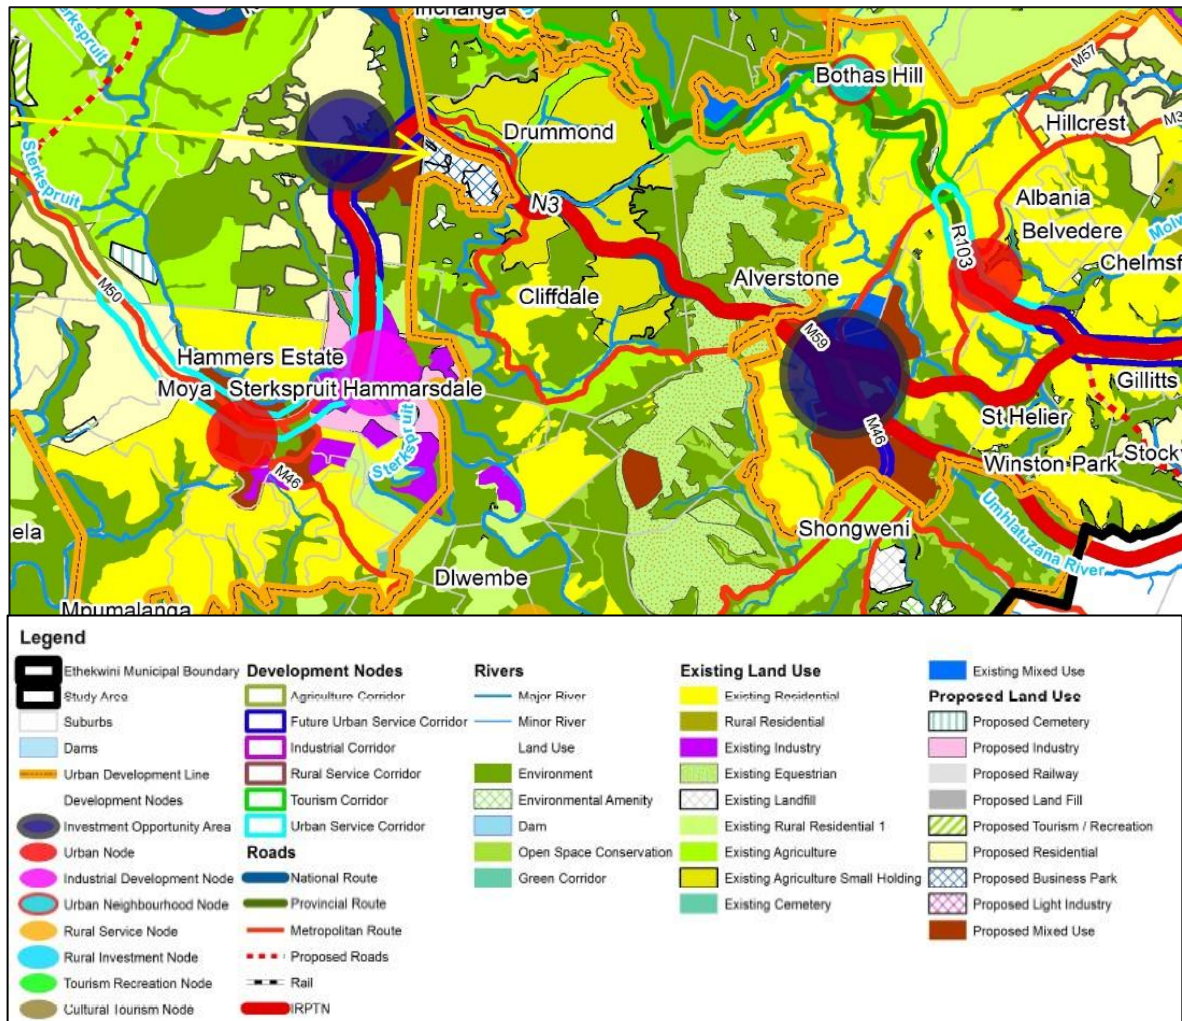 Inchanga
Sterkspruit
Bothas Hill
M57
Hillcrest
M3
Drummond
Sterkspruit
N3
Albania
Belvedere
R103
Molw
Chelmsf
Alverstone
Cliffdale
M50
M59
Hammers Estate
Moya Sterkspruit Hammarsdale
Gillitts
St Helier
M46
Sterkspruit
Winston Park
Stockv
M46
ela
Shongweni
Umhlatuzana River
Dlwembe
Mpumalanga
Legend
Ethekwini Municipal Boundary
Study Area
Suburbs
Dams
Urban Development Line
Development Nodes
Investment Opportunity Area
Urban Node
Industrial Development Node
Urban Neighbourhood Node
Rural Service Node
Rural Investment Node
Tourism Recreation Node
Cultural Tourism Node
Development Nodes
Agriculture Corridor
Future Urban Service Corridor
Industrial Corridor
Rural Service Corridor
Tourism Corridor
Urban Service Corridor
Roads
National Route
Provincial Route
Metropolitan Route
Proposed Roads
Rail
IRPTN
Rivers
Major River
Minor River
Land Use
Environment
Environmental Amenity
Dam
Open Space Conservation
Green Corridor
Existing Land Use
Existing Residential
Rural Residential
Existing Industry
Existing Equestrian
Existing Landfill
Existing Rural Residential 1
Existing Agriculture
Existing Agriculture Small Holding
Existing Cemetery
Existing Mixed Use
Proposed Land Use
Proposed Cemetery
Proposed Industry
Proposed Railway
Proposed Land Fill
Proposed Tourism / Recreation
Proposed Residential
Proposed Business Park
Proposed Light Industry
Proposed Mixed Use